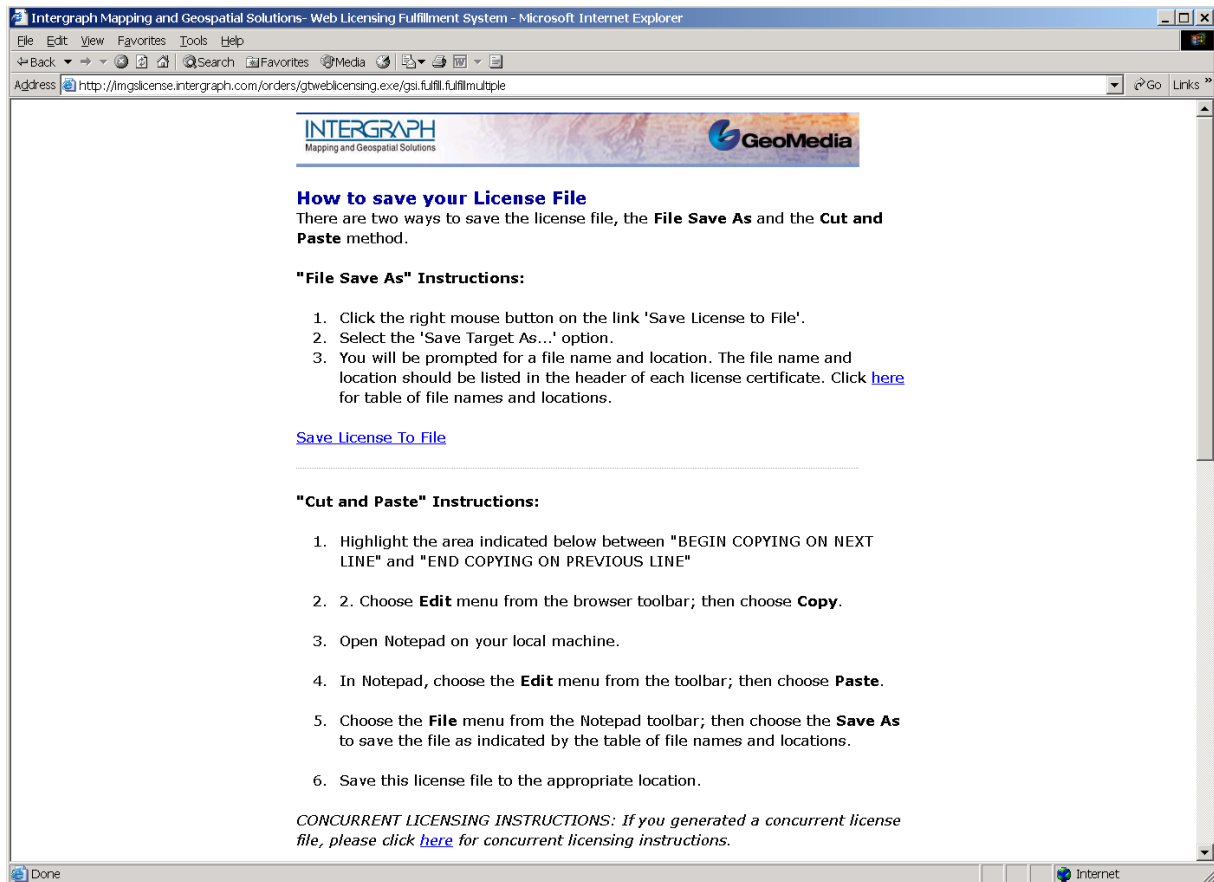 Intergraph Mapping and Geospatial Solutions- Web Licensing Fulfillment System - Microsoft Internet Explorer
File Edit View Favorites Tools Help
Back Search Favorites Media
Address http://imgslicense.intergraph.com/orders/gtweblicensing.exe/gsi.fulfill.fulfillmultiple Go Links »
INTERGRAPH
Mapping and Geospatial Solutions
GeoMedia
How to save your License File
There are two ways to save the license file, the File Save As and the Cut and
Paste method.
"File Save As" Instructions:
1. Click the right mouse button on the link 'Save License to File'.
2. Select the 'Save Target As...' option.
3. You will be prompted for a file name and location. The file name and
location should be listed in the header of each license certificate. Click here
for table of file names and locations.
Save License To File
"Cut and Paste" Instructions:
1. Highlight the area indicated below between "BEGIN COPYING ON NEXT
LINE" and "END COPYING ON PREVIOUS LINE"
2. 2. Choose Edit menu from the browser toolbar; then choose Copy.
3. Open Notepad on your local machine.
4. In Notepad, choose the Edit menu from the toolbar; then choose Paste.
5. Choose the File menu from the Notepad toolbar; then choose the Save As
to save the file as indicated by the table of file names and locations.
6. Save this license file to the appropriate location.
CONCURRENT LICENSING INSTRUCTIONS: If you generated a concurrent license
file, please click here for concurrent licensing instructions.
Done Internet